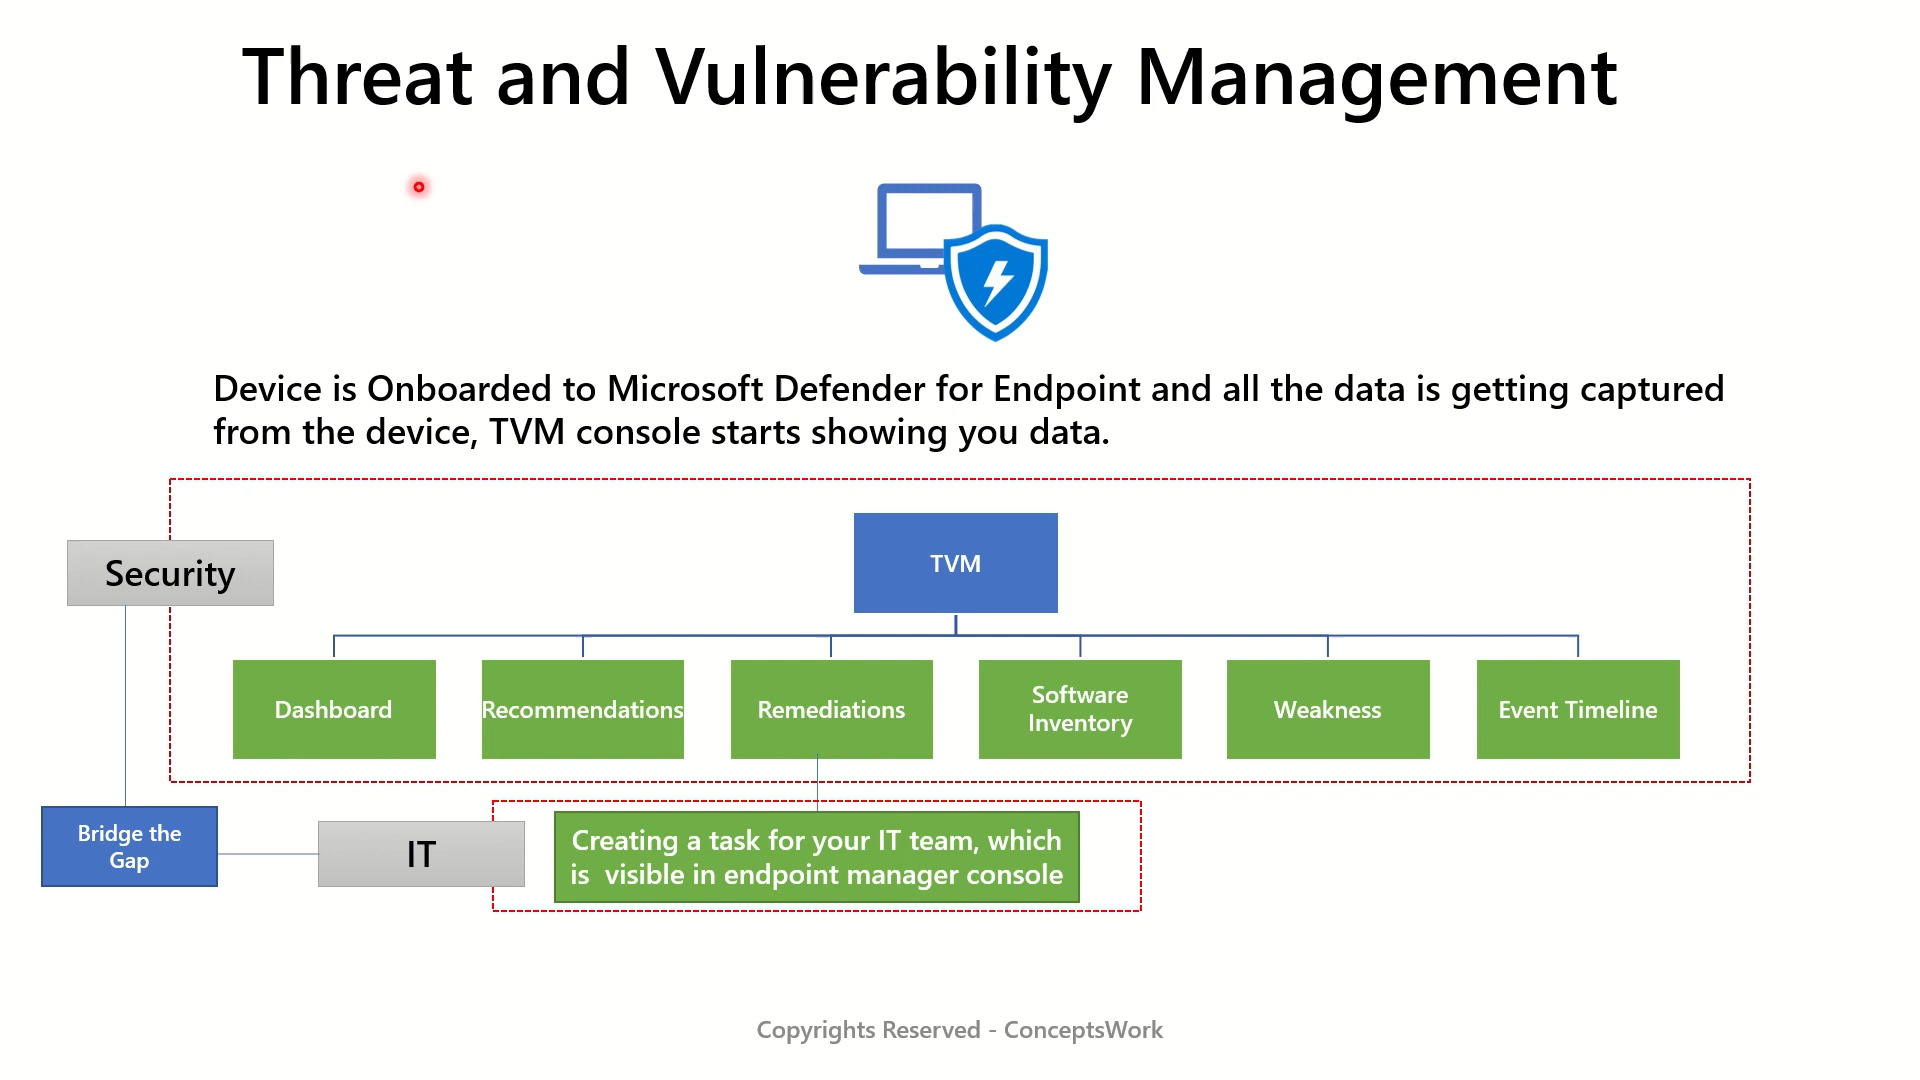 Threat and Vulnerability Management
Device is Onboarded to Microsoft Defender for Endpoint and all the data is getting captured
from the device, TVM console starts showing you data.
Security
TVM
Dashboard
Recommendations
Remediations
Software
Inventory
Weakness
Event Timeline
Bridge the
Gap
IT
Creating a task for your IT team, which
is  visible in endpoint manager console
Copyrights Reserved - ConceptsWork